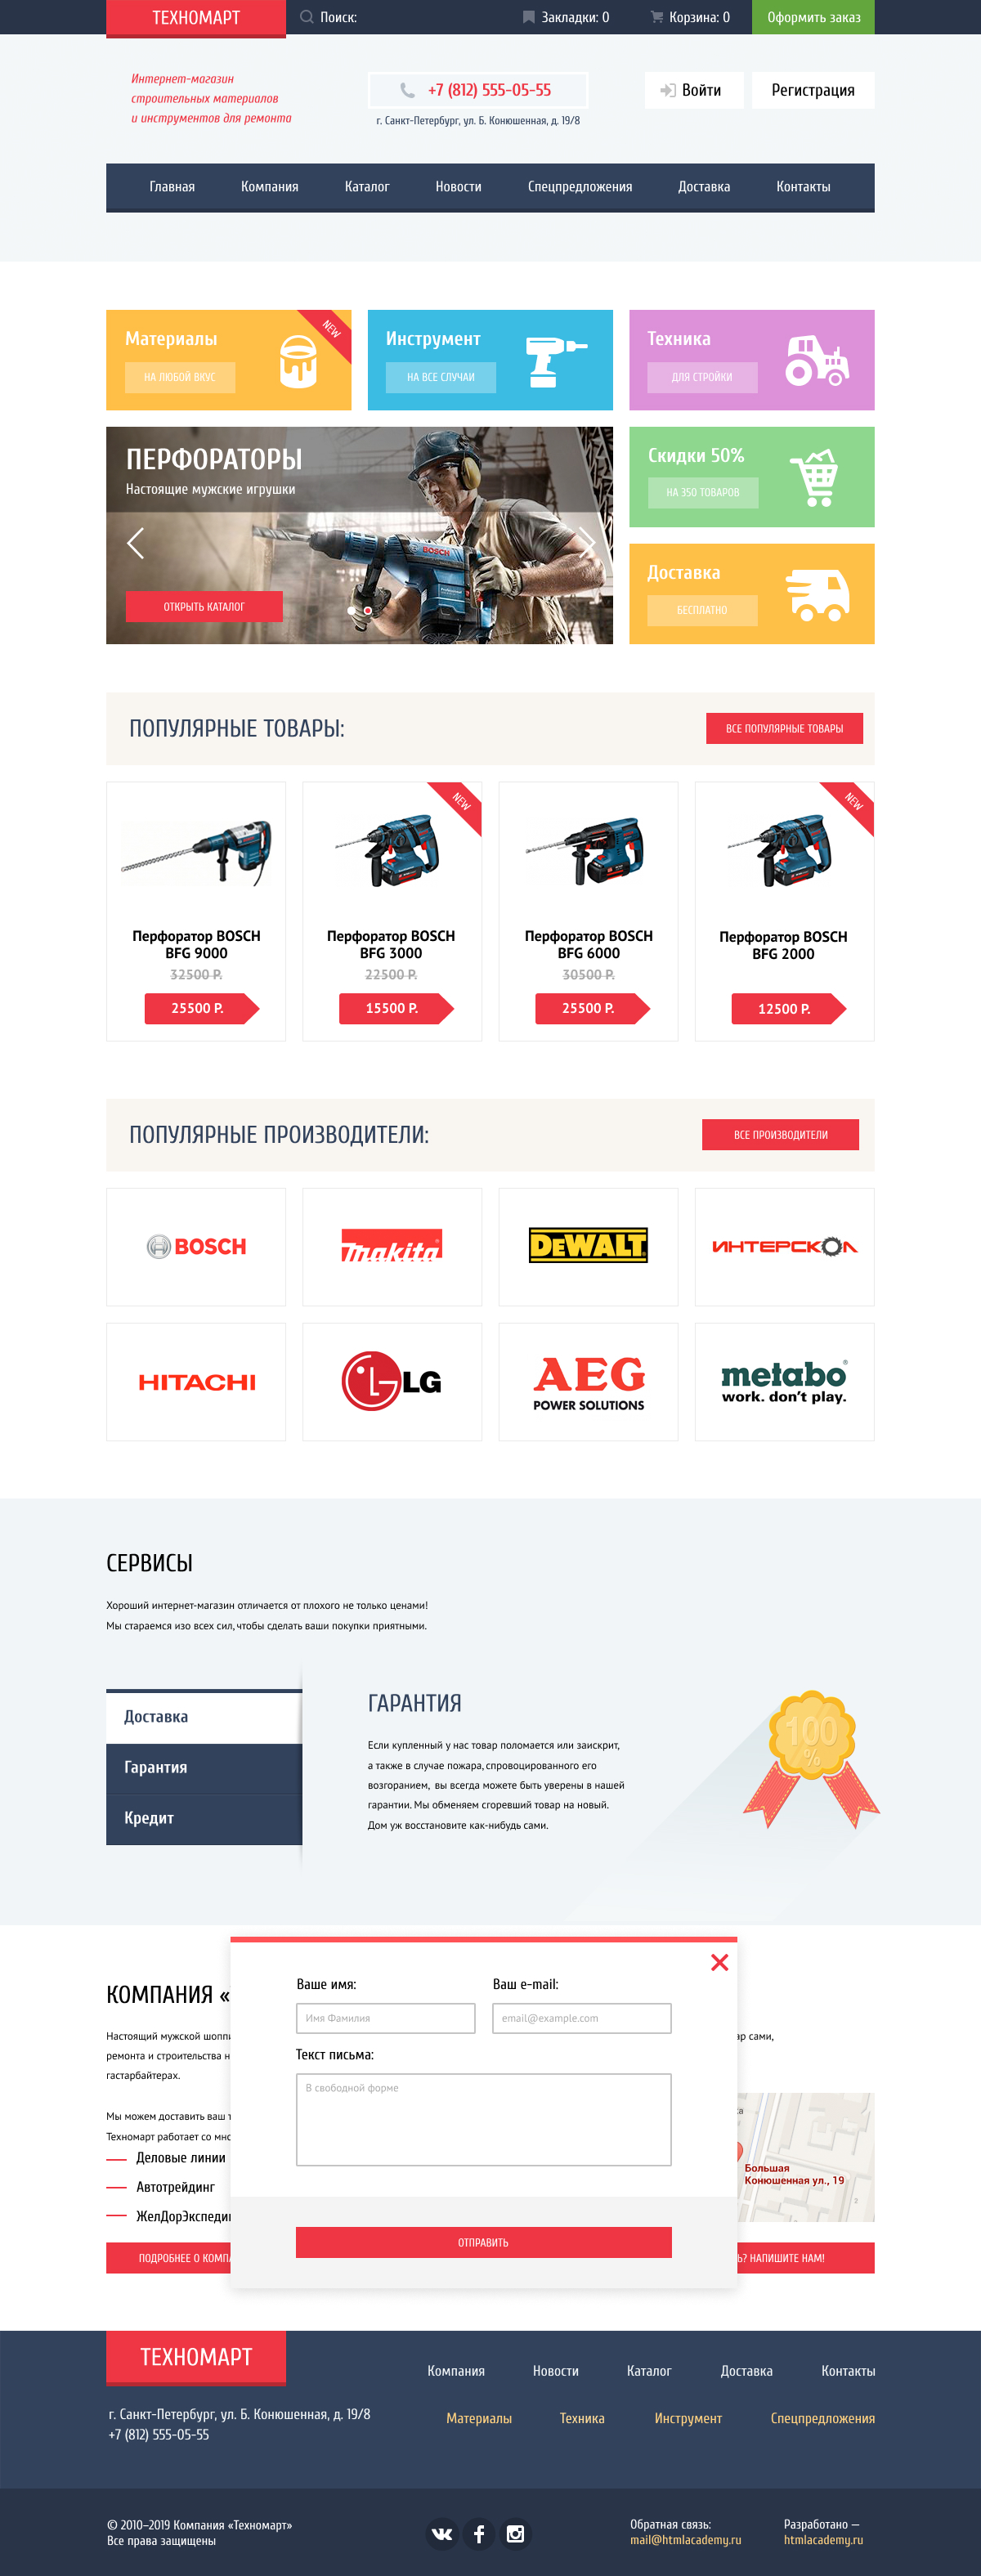 ТЕХНОМАРТ
Поиск:
Закладки: 0
Корзина: 0
Оформить заказ
Интернет-магазин
строительных материалов
и инструментов для ремонта
+7 (812) 555-05-55
г. Санкт-Петербург, ул. Б. Конюшенная, д. 19/8
Войти
Регистрация
Главная
Компания
Каталог
Новости
Спецпредложения
Доставка
Контакты
Материалы
НА ЛЮБОЙ ВКУС
NEW
Инструмент
НА ВСЕ СЛУЧАИ
Техника
ДЛЯ СТРОЙКИ
ПЕРФОРАТОРЫ
Настоящие мужские игрушки
BOSCH
ОТКРЫТЬ КАТАЛОГ
Скидки 50%
НА 350 ТОВАРОВ
Доставка
БЕСПЛАТНО
ПОПУЛЯРНЫЕ ТОВАРЫ:
ВСЕ ПОПУЛЯРНЫЕ ТОВАРЫ
Перфоратор BOSCH
BFG 9000
32500 Р.
25500 Р.
NEW
Перфоратор BOSCH
BFG 3000
22500 Р.
15500 Р.
Перфоратор BOSCH
BFG 6000
30500 Р.
25500 Р.
NEW
Перфоратор BOSCH
BFG 2000
12500 Р.
ПОПУЛЯРНЫЕ ПРОИЗВОДИТЕЛИ:
ВСЕ ПРОИЗВОДИТЕЛИ
BOSCH
makita
DEWALT
ИНТЕРСКОЛ
HITACHI
LG
AEG
POWER SOLUTIONS
metabo
work. don't play.
СЕРВИСЫ
Хороший интернет-магазин отличается от плохого не только ценами!
Мы стараемся изо всех сил, чтобы сделать ваши покупки приятными.
Доставка
Гарантия
Кредит
ГАРАНТИЯ
Если купленный у нас товар поломается или заискрит,
а также в случае пожара, спровоцированного его
возгоранием, вы всегда можете быть уверены в нашей
гарантии. Мы обменяем сгоревший товар на новый.
Дом уж восстановите как-нибудь сами.
100
%
КОМПАНИЯ «
Настоящий мужской шоппи
ар сами,
ремонта и строительства н
гастарбайтерах.
Мы можем доставить ваш т
Техномарт работает со мно
Деловые линии
Автотрейдинг
ЖелДорЭкспеди
ПОДРОБНЕЕ О КОМПА
Ваше имя:
Ваш e-mail:
Имя Фамилия
email@example.com
Текст письма:
В свободной форме
ОТПРАВИТЬ
Большая
Конюшенная ул., 19
2
Ь? НАПИШИТЕ НАМ!
ТЕХНОМАРТ
г. Санкт-Петербург, ул. Б. Конюшенная, д. 19/8
+7 (812) 555-05-55
Компания
Новости
Каталог
Доставка
Контакты
Материалы
Техника
Инструмент
Спецпредложения
© 2010–2019 Компания «Техномарт»
Все права защищены
Обратная связь:
mail@htmlacademy.ru
Разработано —
htmlacademy.ru